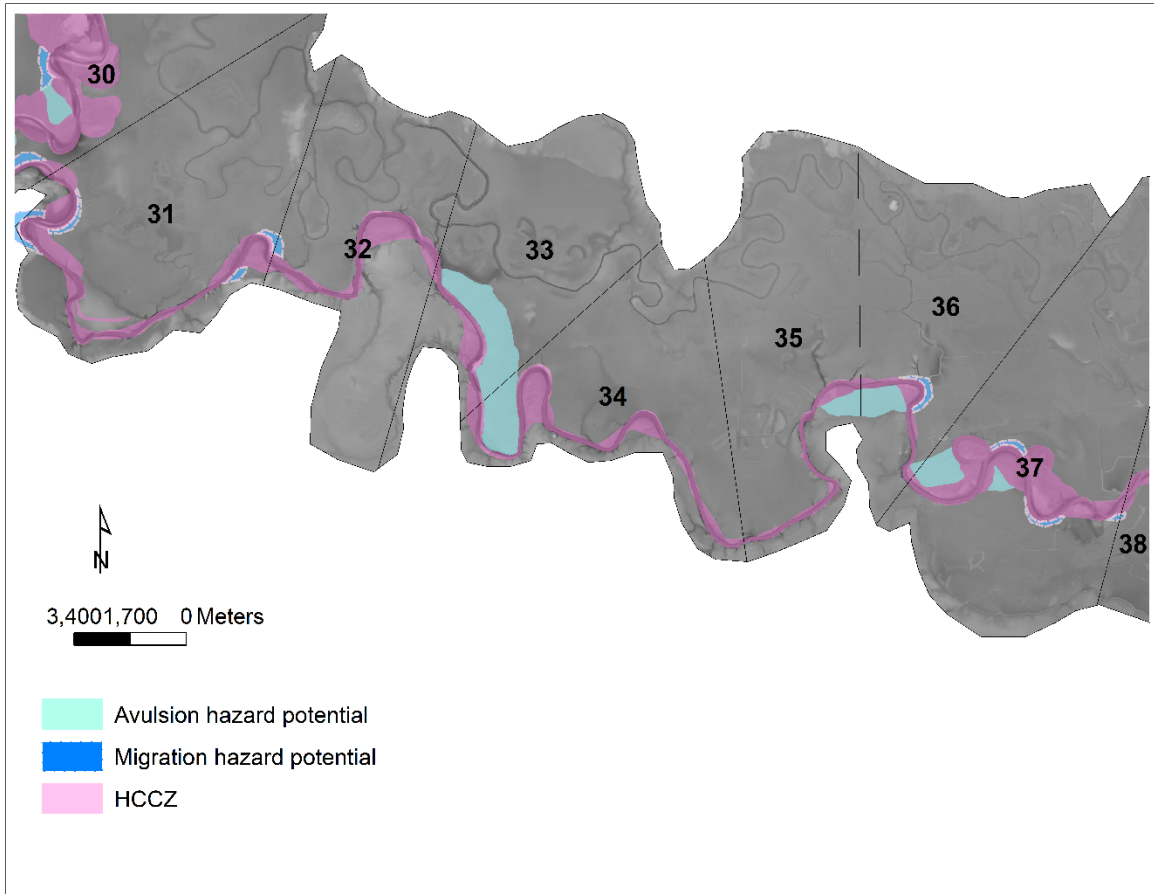 30
31
32
33
34
35
36
37
38
N
3,4001,700 0 Meters
Avulsion hazard potential
Migration hazard potential
HCCZ